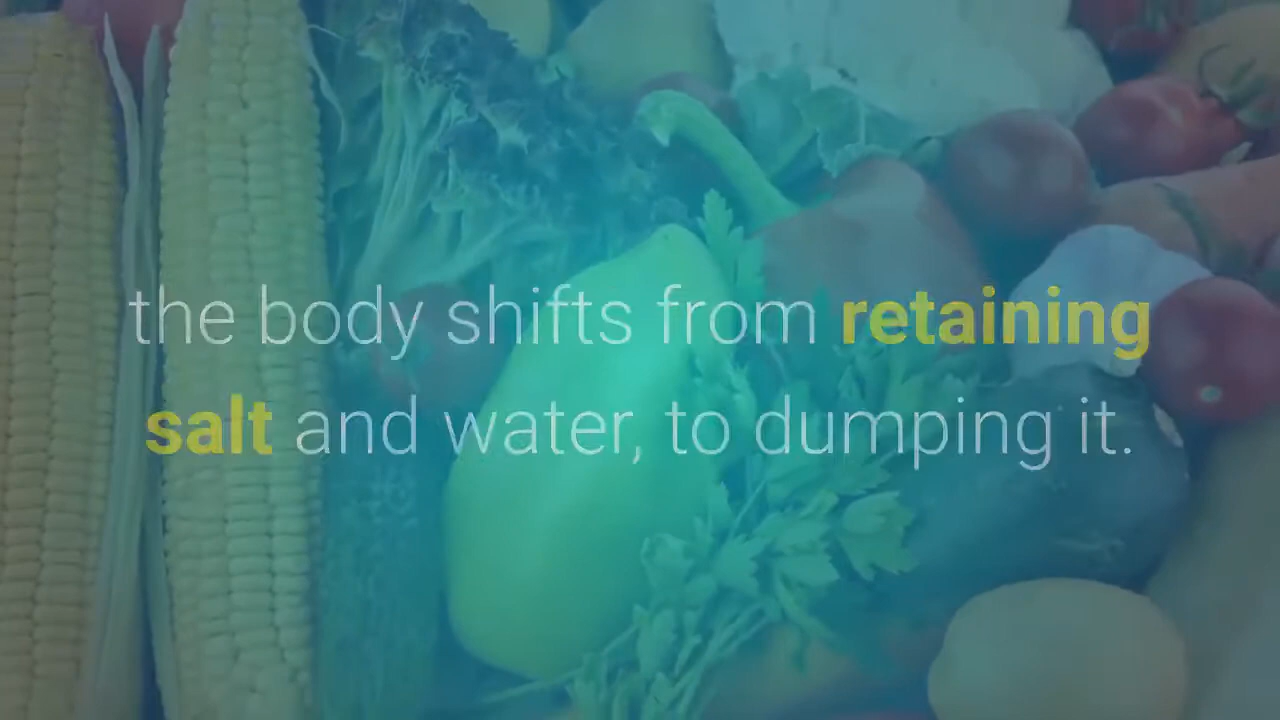 the body shifts from retaining
salt and water, to dumping it.